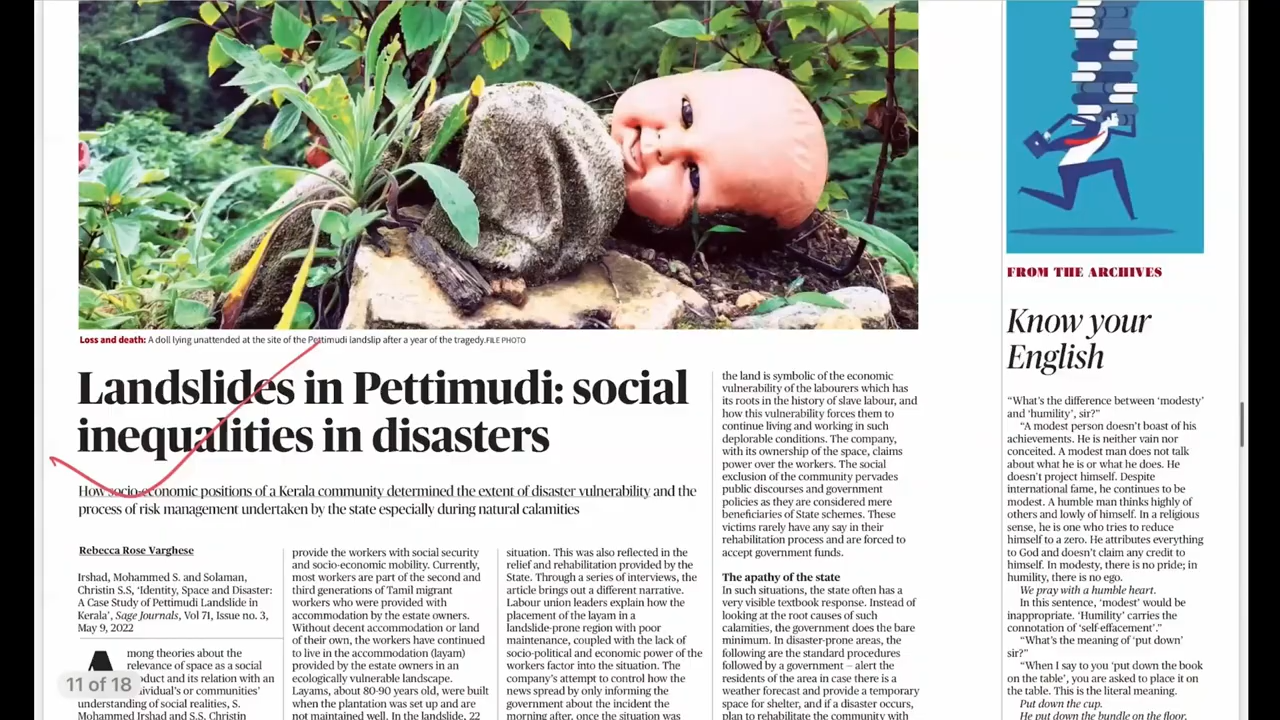 Loss and death: A doll lying unattended at the site of the Pettimudi landslip after a year of the tragedy.FILE PHOTO
Landslides in Pettimudi: social
inequalities in disasters
How socio-economic positions of a Kerala community determined the extent of disaster vulnerability and the
process of risk management undertaken by the state especially during natural calamities
Rebecca Rose Varghese
Irshad, Mohammed S. and Solaman,
Christin S.S, ‘Identity, Space and Disaster:
A Case Study of Pettimudi Landslide in
Kerala’, Sage Journals, Vol 71, Issue no. 3,
May 9, 2022
Among theories about the
relevance of space as a social
product and its relation with an
individual’s or communities’
understanding of social realities, S.
Mohammed Irshad and S.S. Christin
provide the workers with social security
and socio-economic mobility. Currently,
most workers are part of the second and
third generations of Tamil migrant
workers who were provided with
accommodation by the estate owners.
Without decent accommodation or land
of their own, the workers have continued
to live in the accommodation (layam)
provided by the estate owners in an
ecologically vulnerable landscape.
Layams, about 80-90 years old, were built
when the plantation was set up and are
not maintained well. In the landslide, 22
situation. This was also reflected in the
relief and rehabilitation provided by the
State. Through a series of interviews, the
article brings out a different narrative.
Labour union leaders explain how the
placement of the layam in a
landslide-prone region with poor
maintenance, coupled with the lack of
socio-political and economic power of the
workers factor into the situation. The
company’s attempt to control how the
news spread by only informing the
government about the incident the
morning after, once the situation was
the land is symbolic of the economic
vulnerability of the labourers which has
its roots in the history of slave labour, and
how this vulnerability forces them to
continue living and working in such
deplorable conditions. The company,
with its ownership of the space, claims
power over the workers. The social
exclusion of the community pervades
public discourses and government
policies as they are considered mere
beneficiaries of State schemes. These
victims rarely have any say in their
rehabilitation process and are forced to
accept government funds.
The apathy of the state
In such situations, the state often has a
very visible textbook response. Instead of
looking at the root causes of such
calamities, the government does the bare
minimum. In disaster-prone areas, the
following are the standard procedures
followed by a government – alert the
residents of the area in case there is a
weather forecast and provide a temporary
space for shelter, and if a disaster occurs,
plan to rehabilitate the community with
FROM THE ARCHIVES
Know your
English
“What’s the difference between ‘modesty’
and ‘humility’, sir?”
“A modest person doesn’t boast of his
achievements. He is neither vain nor
conceited. A modest man does not talk
about what he is or what he does. He
doesn’t project himself. Despite
international fame, he continues to be
modest. A humble man thinks highly of
others and lowly of himself. In a religious
sense, he is one who tries to reduce
himself to a zero. He attributes everything
to God and doesn’t claim any credit to
himself. In modesty, there is no pride; in
humility, there is no ego.
We pray with a humble heart.
In this sentence, ‘modest’ would be
inappropriate. ‘Humility’ carries the
connotation of ‘self-effacement’.”
“What’s the meaning of ‘put down’
sir?”
“When I say to you ‘put down the book
on the table’, you are asked to place it on
the table. This is the literal meaning.
Put down the cup.
He put down the bundle on the floor.
11 of 18